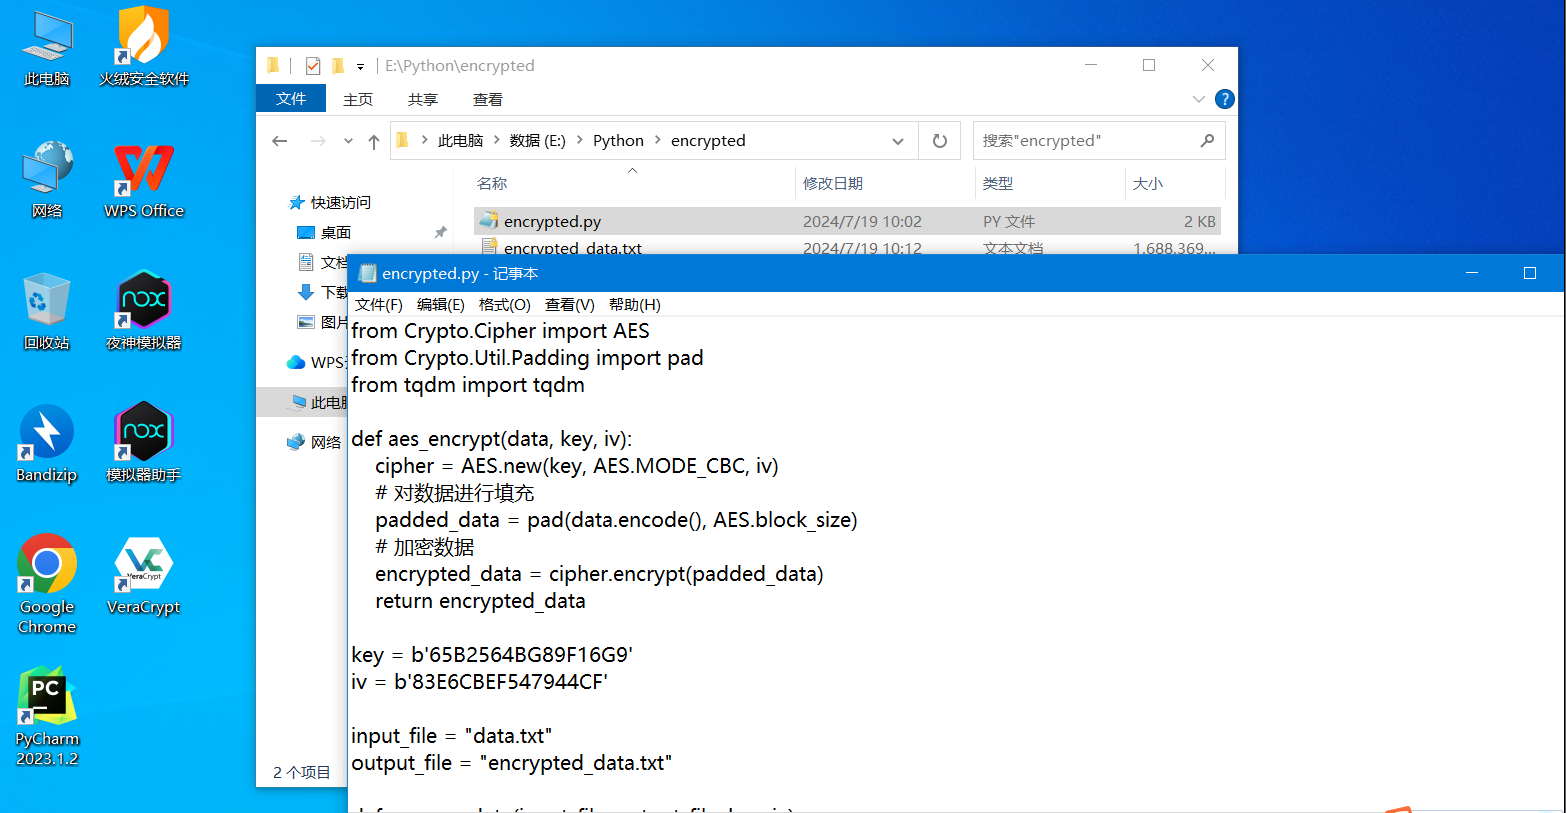 此电脑
火绒安全软件
网络
WPS Office
回收站
夜神模拟器
Bandizip
模拟器助手
Google
Chrome
VeraCrypt
PyCharm
2023.1.2
E:\Python\encrypted
文件 主页 共享 查看
此电脑 数据 (E:) Python encrypted
搜索"encrypted"
名称 修改日期 类型 大小
encrypted.py 2024/7/19 10:02 PY 文件 2 KB
encrypted_data.txt 2024/7/19 10:12 文本文档 1,688,369...
快速访问
桌面
文档
下载
图片
WPS
此电脑
网络
2 个项目
encrypted.py - 记事本
文件(F) 编辑(E) 格式(O) 查看(V) 帮助(H)
from Crypto.Cipher import AES
from Crypto.Util.Padding import pad
from tqdm import tqdm
def aes_encrypt(data, key, iv):
cipher = AES.new(key, AES.MODE_CBC, iv)
# 对数据进行填充
padded_data = pad(data.encode(), AES.block_size)
# 加密数据
encrypted_data = cipher.encrypt(padded_data)
return encrypted_data
key = b'65B2564BG89F16G9'
iv = b'83E6CBEF547944CF'
input_file = "data.txt"
output_file = "encrypted_data.txt"